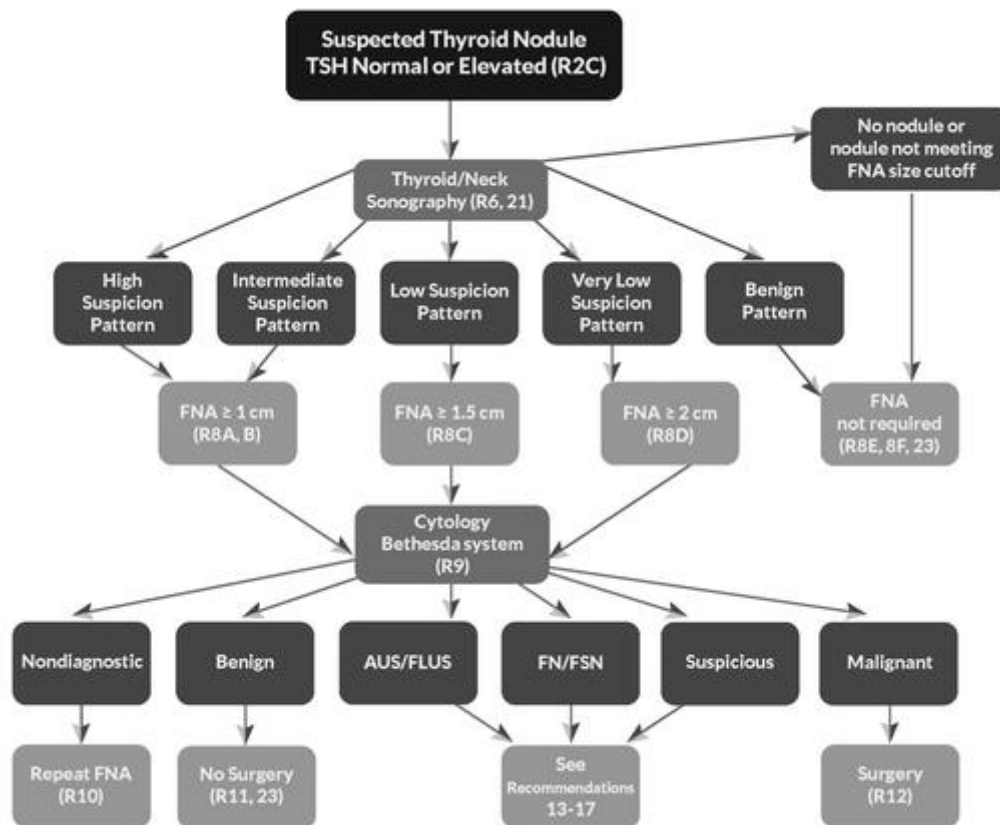 Suspected Thyroid Nodule
TSH Normal or Elevated (R2C)
No nodule or
nodule not meeting
FNA size cutoff
Thyroid/Neck
Sonography (R6, 21)
High
Suspicion
Pattern
Intermediate
Suspicion
Pattern
Low Suspicion
Pattern
Very Low
Suspicion
Pattern
Benign
Pattern
FNA ≥ 1 cm
(R8A, B)
FNA ≥ 1.5 cm
(R8C)
FNA ≥ 2 cm
(R8D)
FNA
not required
(R8E, 8F, 23)
Cytology
Bethesda system
(R9)
Nondiagnostic
Benign
AUS/FLUS
FN/FSN
Suspicious
Malignant
Repeat FNA
(R10)
No Surgery
(R11, 23)
See
Recommendations
13-17
Surgery
(R12)